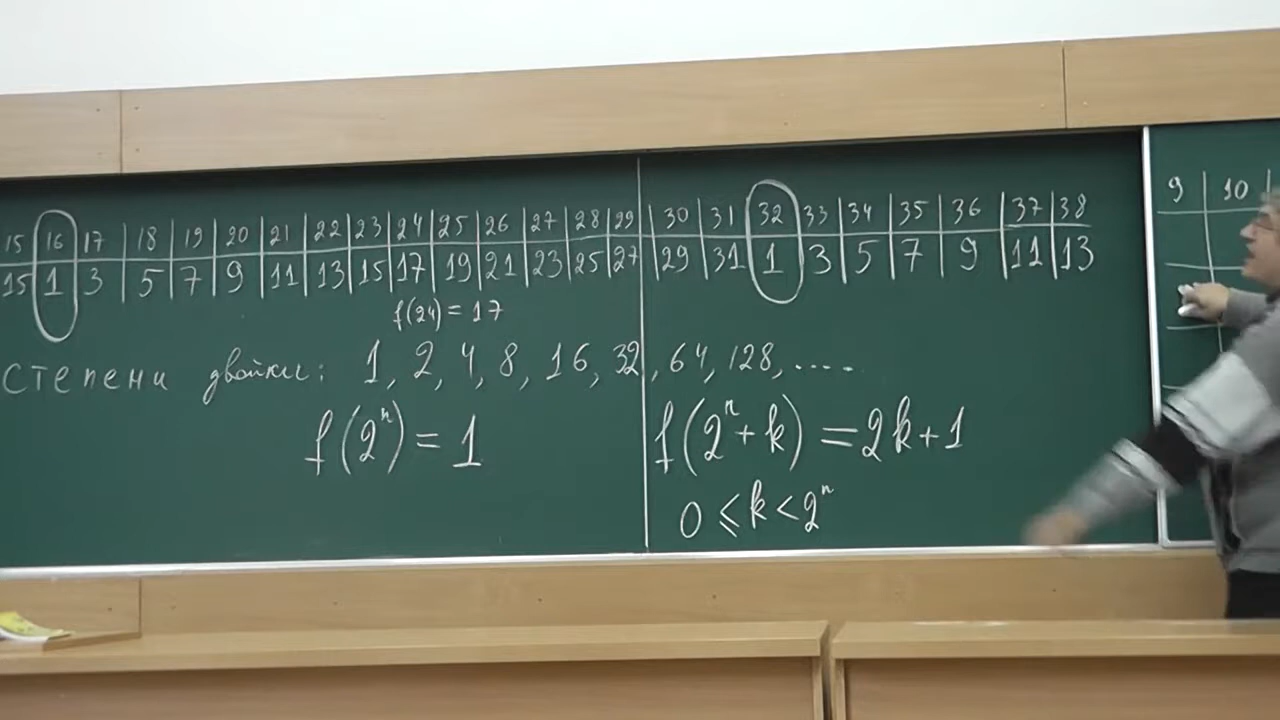 15 16 17 18 19 20 21 22 23 24 25 26 27 28 29 30 31 32 33 34 35 36 37 38
15 1 3 5 7 9 11 13 15 17 19 21 23 25 27 29 31 1 3 5 7 9 11 13
f(24) = 17
степени двойки: 1, 2, 4, 8, 16, 32, 64, 128, ....
f(2ⁿ) = 1
f(2ⁿ + k) = 2k + 1
0 ⩽ k < 2ⁿ
9 10